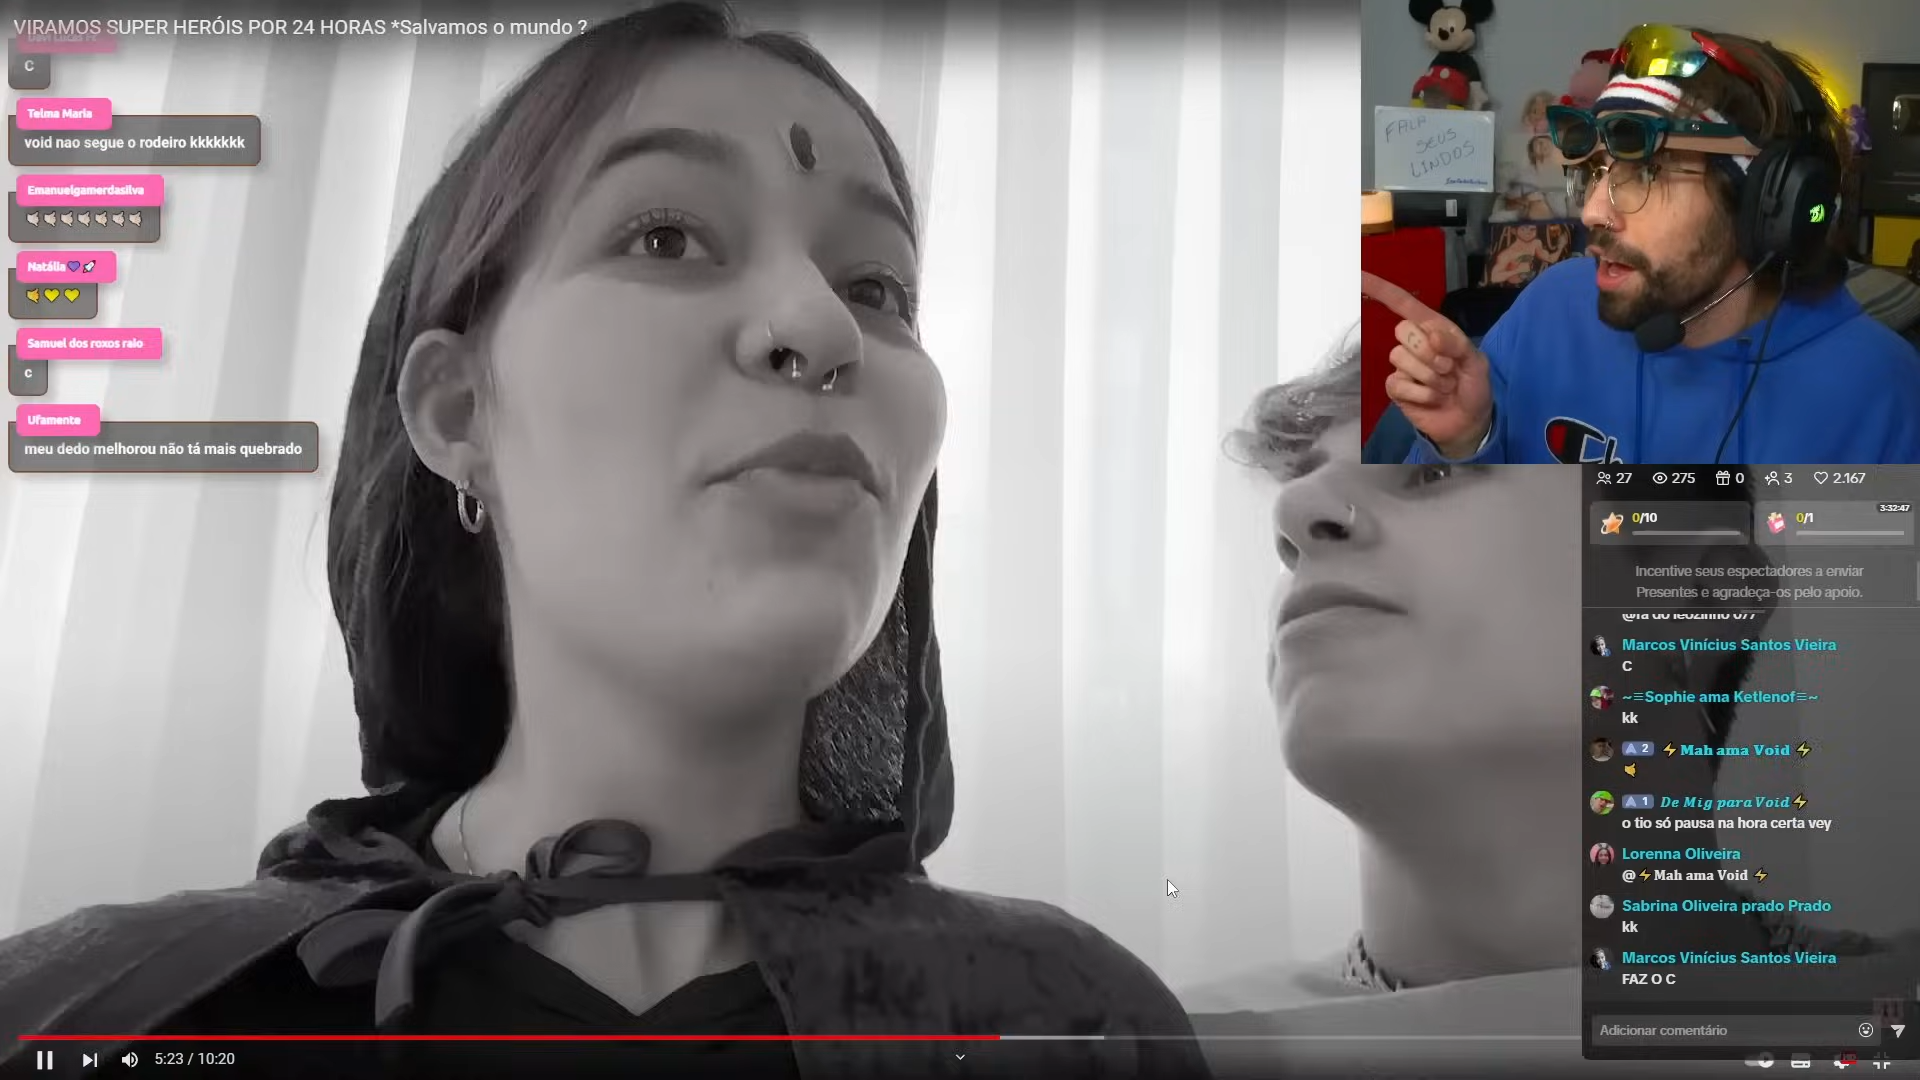 VIRAMOS SUPER HERÓIS POR 24 HORAS *Salvamos o mundo ?
C
Telma Maria
void nao segue o rodeiro kkkkkkk
Emanuelgamerdasilva
Natália
Samuel dos roxos raio
c
Ufamente
meu dedo melhorou não tá mais quebrado
FALA
SEUS
LINDOS
27 275 0 3 2.167
3:32:47
0/10 0/1
Incentive seus espectadores a enviar
Presentes e agradeça-os pelo apoio.
Marcos Vinícius Santos Vieira
C
~≡Sophie ama Ketlenof≡~
kk
2 ⚡ Mah ama Void ⚡
1 De Mig para Void⚡
o tio só pausa na hora certa vey
Lorenna Oliveira
@⚡Mah ama Void ⚡
Sabrina Oliveira prado Prado
kk
Marcos Vinícius Santos Vieira
FAZ O C
Adicionar comentário
5:23 / 10:20